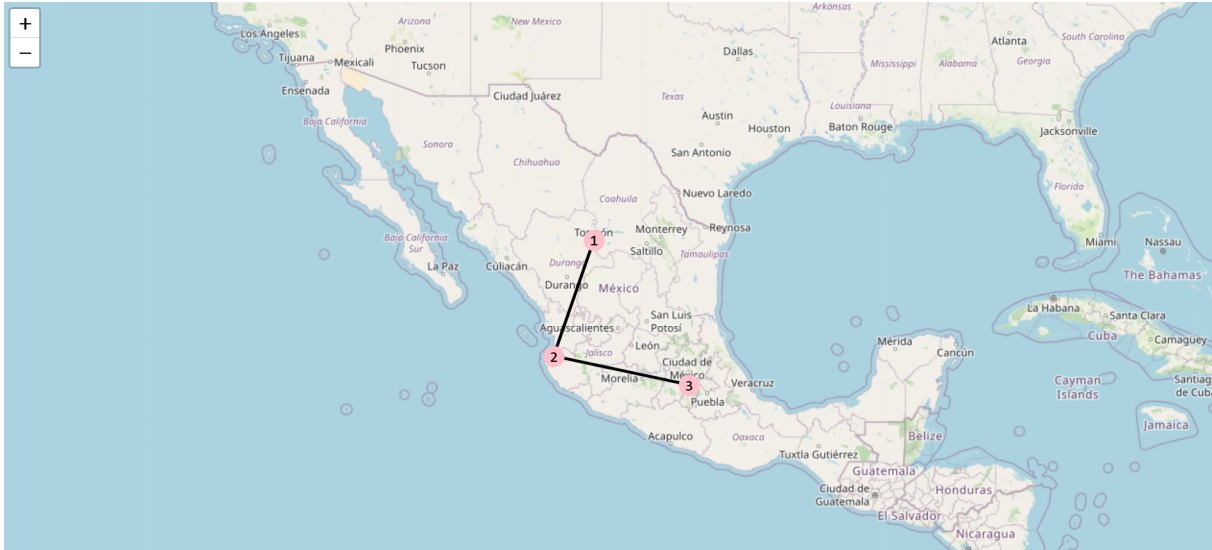 +
−
Los Angeles
Arizona
New Mexico
Arkansas
South Carolina
Atlanta
Phoenix
Dallas
Tijuana
Mexicali
Tucson
Mississippi
Alabama
Georgia
Ensenada
Ciudad Juárez
Texas
Louisiana
Baja California
Austin
Houston
Baton Rouge
Jacksonville
Sonora
San Antonio
Chihuahua
Florida
Coahuila
Nuevo Laredo
1
Monterrey
Reynosa
Baja California
Sur
Saltillo
Tamaulipas
Miami
Nassau
La Paz
Culiacán
The Bahamas
Durango
México
La Habana
Santa Clara
San Luis
Potosí
Aguascalientes
Cuba
Camagüey
León
Mérida
Cancún
2
Jalisco
Ciudad de
México
Morelia
3
Veracruz
Cayman
Islands
Santiago
de Cuba
Puebla
Jamaica
Acapulco
Oaxaca
Belize
Tuxtla Gutiérrez
Guatemala
Ciudad de
Guatemala
Honduras
El Salvador
Nicaragua